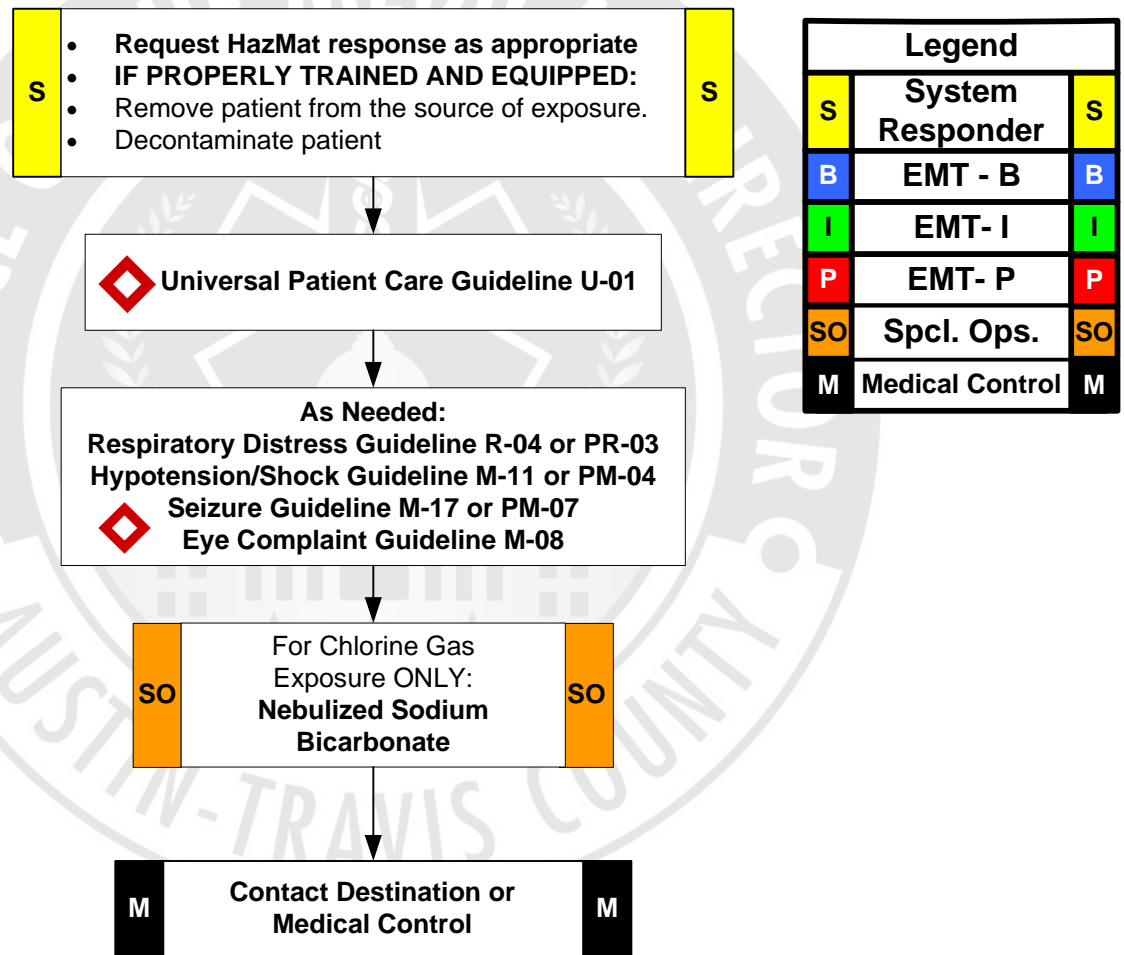 S
• Request HazMat response as appropriate
• IF PROPERLY TRAINED AND EQUIPPED:
• Remove patient from the source of exposure.
• Decontaminate patient
S
Universal Patient Care Guideline U-01
As Needed:
Respiratory Distress Guideline R-04 or PR-03
Hypotension/Shock Guideline M-11 or PM-04
Seizure Guideline M-17 or PM-07
Eye Complaint Guideline M-08
SO
For Chlorine Gas
Exposure ONLY:
Nebulized Sodium
Bicarbonate
SO
M
Contact Destination or
Medical Control
M
Legend
S System Responder S
B EMT - B B
I EMT- I I
P EMT- P P
SO Spcl. Ops. SO
M Medical Control M
AUSTIN-TRAVIS COUNTY